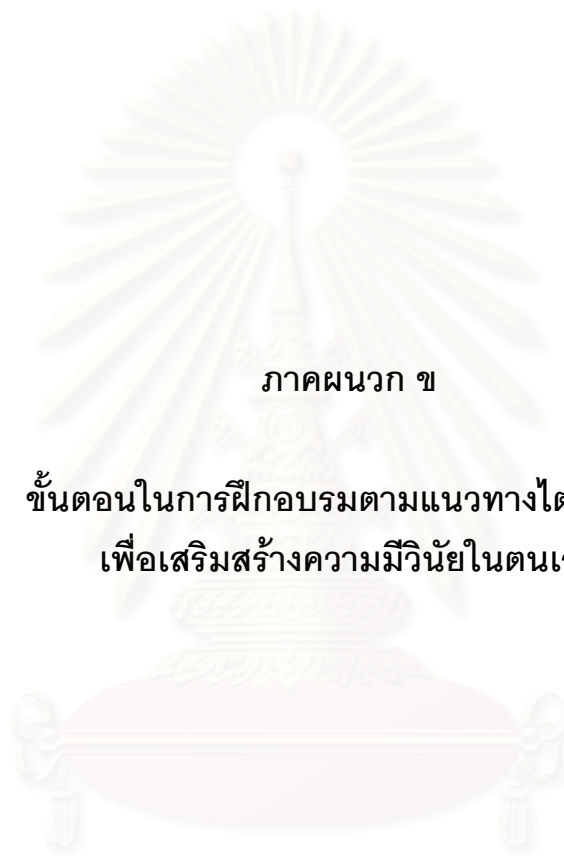 ภาคผนวก ข
ขั้นตอนในการฝึกอบรมตามแนวทาง
เพื่อเสริมสร้างความมีวินัยใน